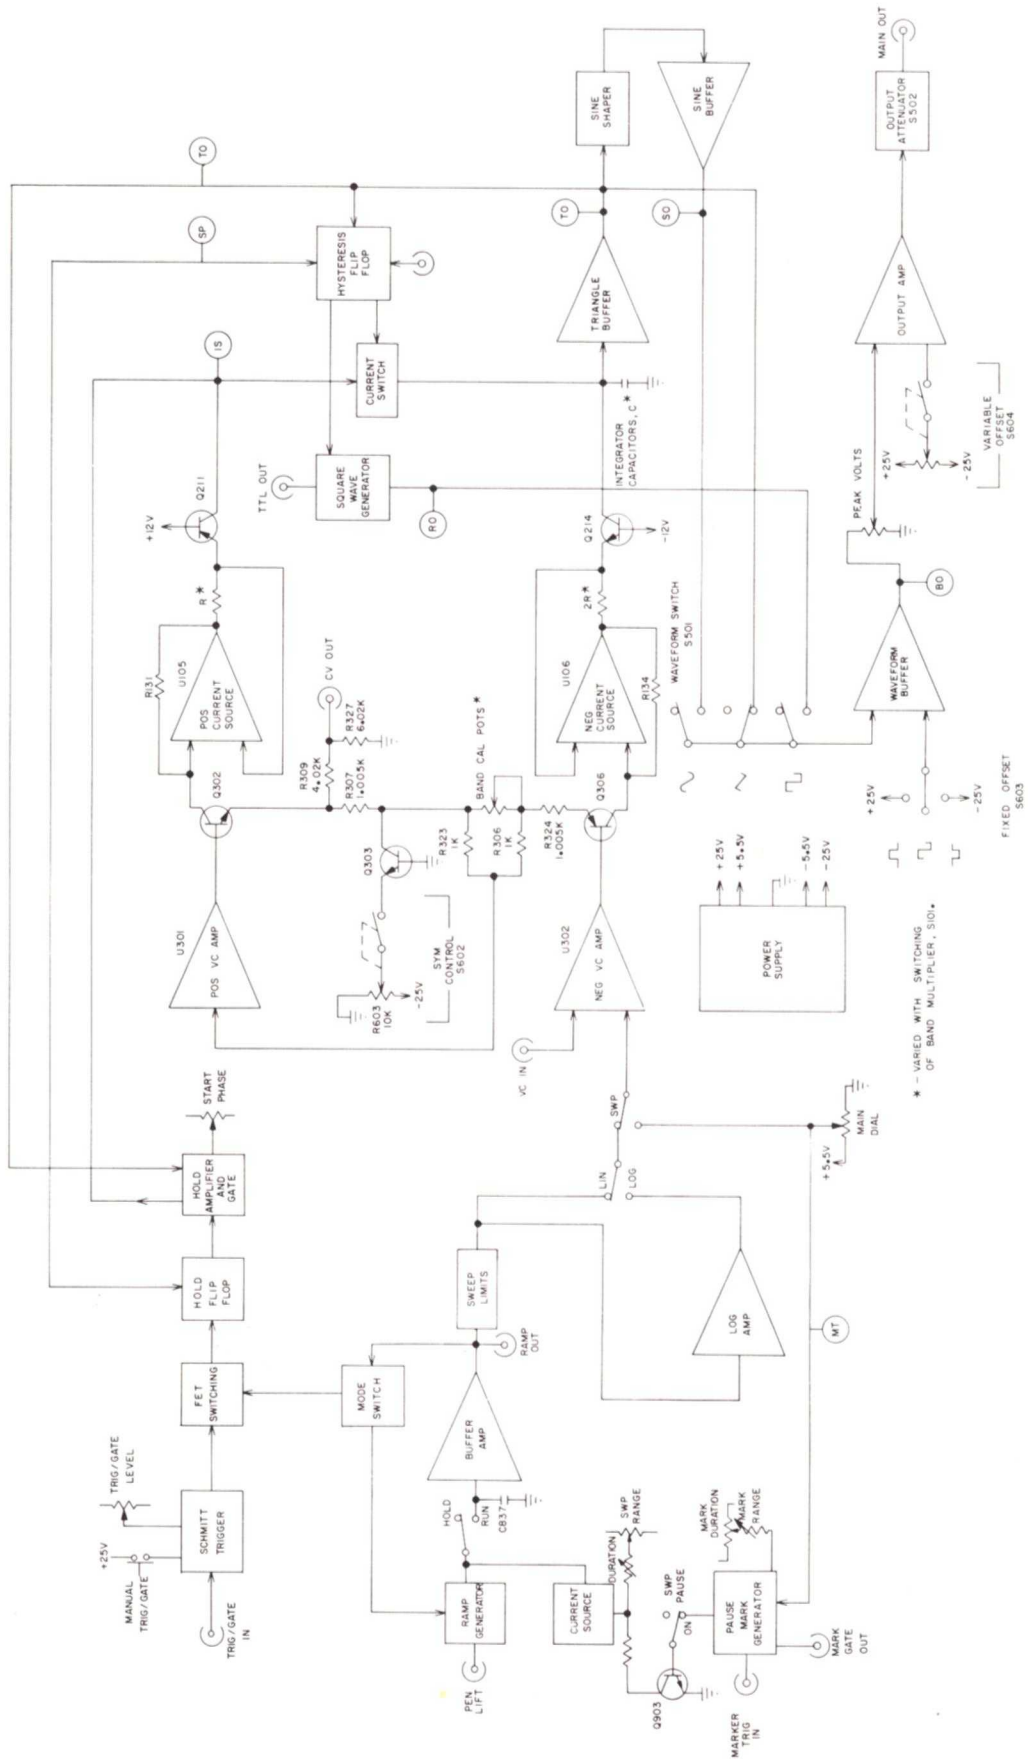 MANUAL
TRIG/GATE
+25V
TRIG/GATE
LEVEL
SCHMITT
TRIGGER
TRIG/GATE
IN
FET
SWITCHING
HOLD
FLIP
FLOP
HOLD
AMPLIFIER
AND
GATE
START
PHASE
U301
POS VC AMP
Q302
R131
U105
POS
CURRENT
SOURCE
R*
+12V
Q211
IS
SP
TO
TTL OUT
SQUARE
WAVE
GENERATOR
CURRENT
SWITCH
HYSTERESIS
FLIP
FLOP
RO
R603
10K
-25V
SYM
CONTROL
S602
Q303
R309
4.02K
CV OUT
R327
6.02K
R307
1.005K
R323
1K
BAND CAL POTS*
R306
1K
R324
1.005K
Q306
PEN
LIFT
RAMP
GENERATOR
HOLD
RUN
C837
BUFFER
AMP
MODE
SWITCH
RAMP
OUT
SWEEP
LIMITS
LOG
AMP
LIN
LOG
SWP
VC IN
U302
NEG VC AMP
U106
NEG
CURRENT
SOURCE
R134
2R*
Q214
-12V
INTEGRATOR
CAPACITORS, C*
TRIANGLE
BUFFER
TO
SINE
SHAPER
SINE
BUFFER
SO
CURRENT
SOURCE
DURATION
SWP
RANGE
Q903
ON
SWP
PAUSE
PAUSE
MARK
GENERATOR
MARK
DURATION
MARK
RANGE
MARKER
TRIG
IN
MARK
GATE
OUT
MT
+5.5V
MAIN
DIAL
POWER
SUPPLY
+25V
+5.5V
-5.5V
-25V
* - VARIED WITH SWITCHING
OF BAND MULTIPLIER, S101.
WAVEFORM SWITCH
S501
+25V
-25V
FIXED OFFSET
S603
WAVEFORM
BUFFER
BO
PEAK VOLTS
+25V
-25V
VARIABLE
OFFSET
S604
OUTPUT AMP
OUTPUT
ATTENUATOR
S502
MAIN OUT